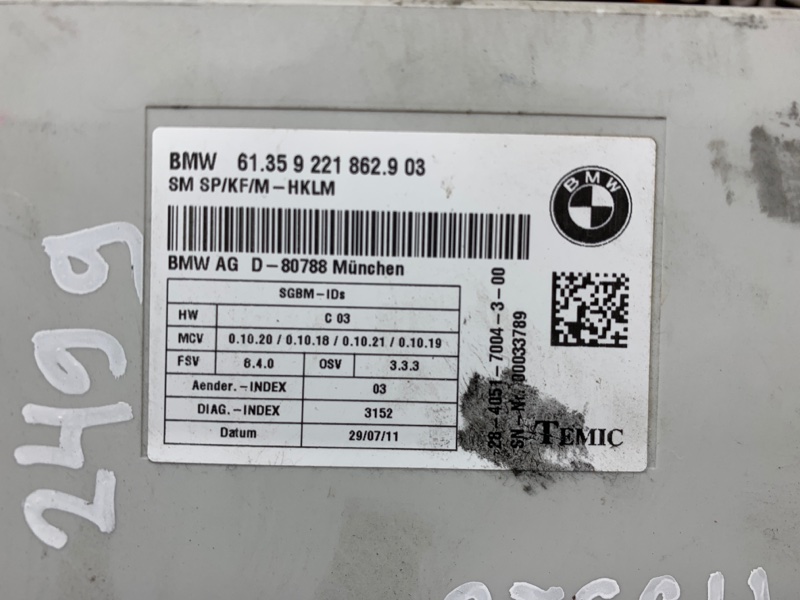 BMW 61.35 9 221 862.9 03
SM SP/KF/M-HKLM
BMW
BMW AG D-80788 München
SGBM-IDs
HW C 03
MCV 0.10.20 / 0.10.18 / 0.10.21 / 0.10.19
FSV 8.4.0 OSV 3.3.3
Aender.-INDEX 03
DIAG.-INDEX 3152
Datum 29/07/11
28-4051-7004-3-00
SN-Nr. 00033789
TEMIC
2499